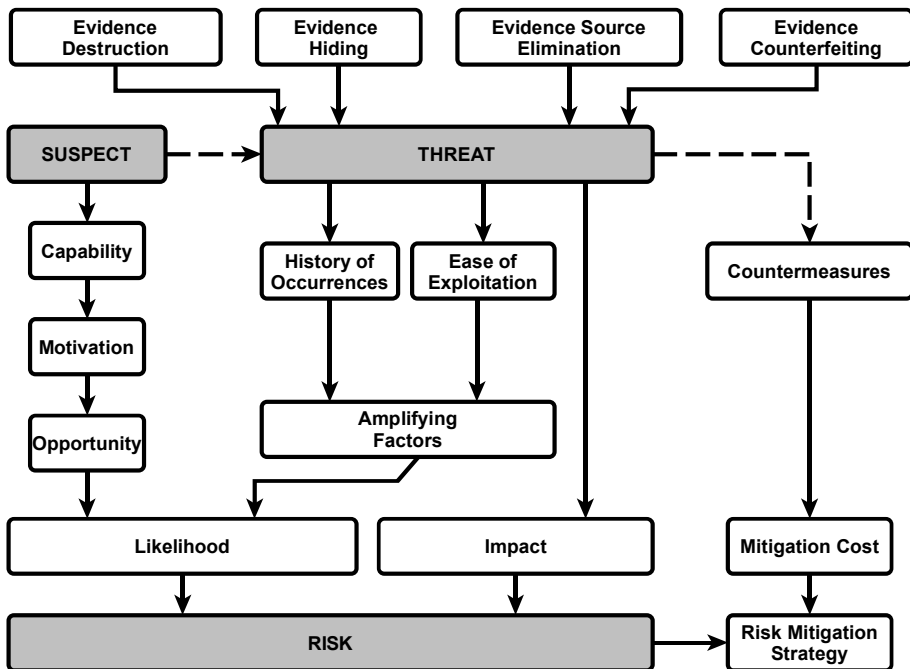 Evidence
Destruction
Evidence
Hiding
Evidence Source
Elimination
Evidence
Counterfeiting
SUSPECT
THREAT
Capability
History of
Occurrences
Ease of
Exploitation
Countermeasures
Motivation
Opportunity
Amplifying
Factors
Likelihood
Impact
Mitigation Cost
RISK
Risk Mitigation
Strategy